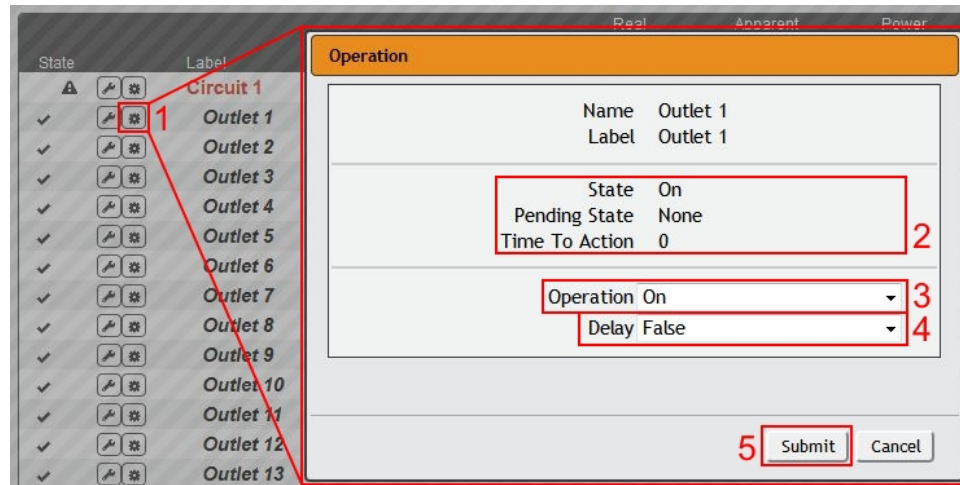 Real Apparent Power
State Label
Circuit 1
1
Outlet 1
Outlet 2
Outlet 3
Outlet 4
Outlet 5
Outlet 6
Outlet 7
Outlet 8
Outlet 9
Outlet 10
Outlet 11
Outlet 12
Outlet 13
Operation
Name Outlet 1
Label Outlet 1
State On
Pending State None
Time To Action 0
2
Operation On
3
Delay False
4
5
Submit Cancel